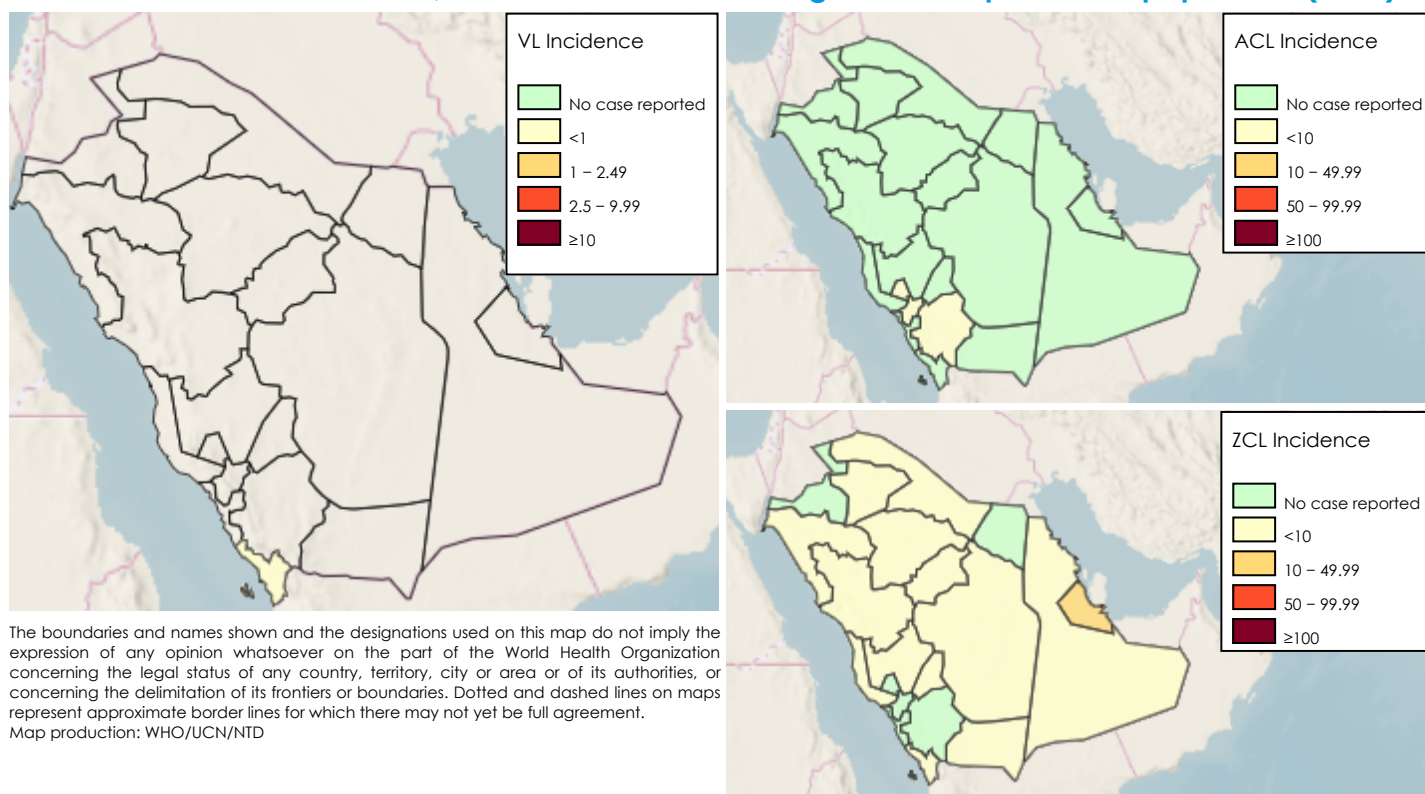 VL Incidence
No case reported
<1
1 – 2.49
2.5 – 9.99
≥10
ACL Incidence
No case reported
<10
10 – 49.99
50 – 99.99
≥100
ZCL Incidence
No case reported
<10
10 – 49.99
50 – 99.99
≥100
The boundaries and names shown and the designations used on this map do not imply the
expression of any opinion whatsoever on the part of the World Health Organization
concerning the legal status of any country, territory, city or area or of its authorities, or
concerning the delimitation of its frontiers or boundaries. Dotted and dashed lines on maps
represent approximate border lines for which there may not yet be full agreement.
Map production: WHO/UCN/NTD